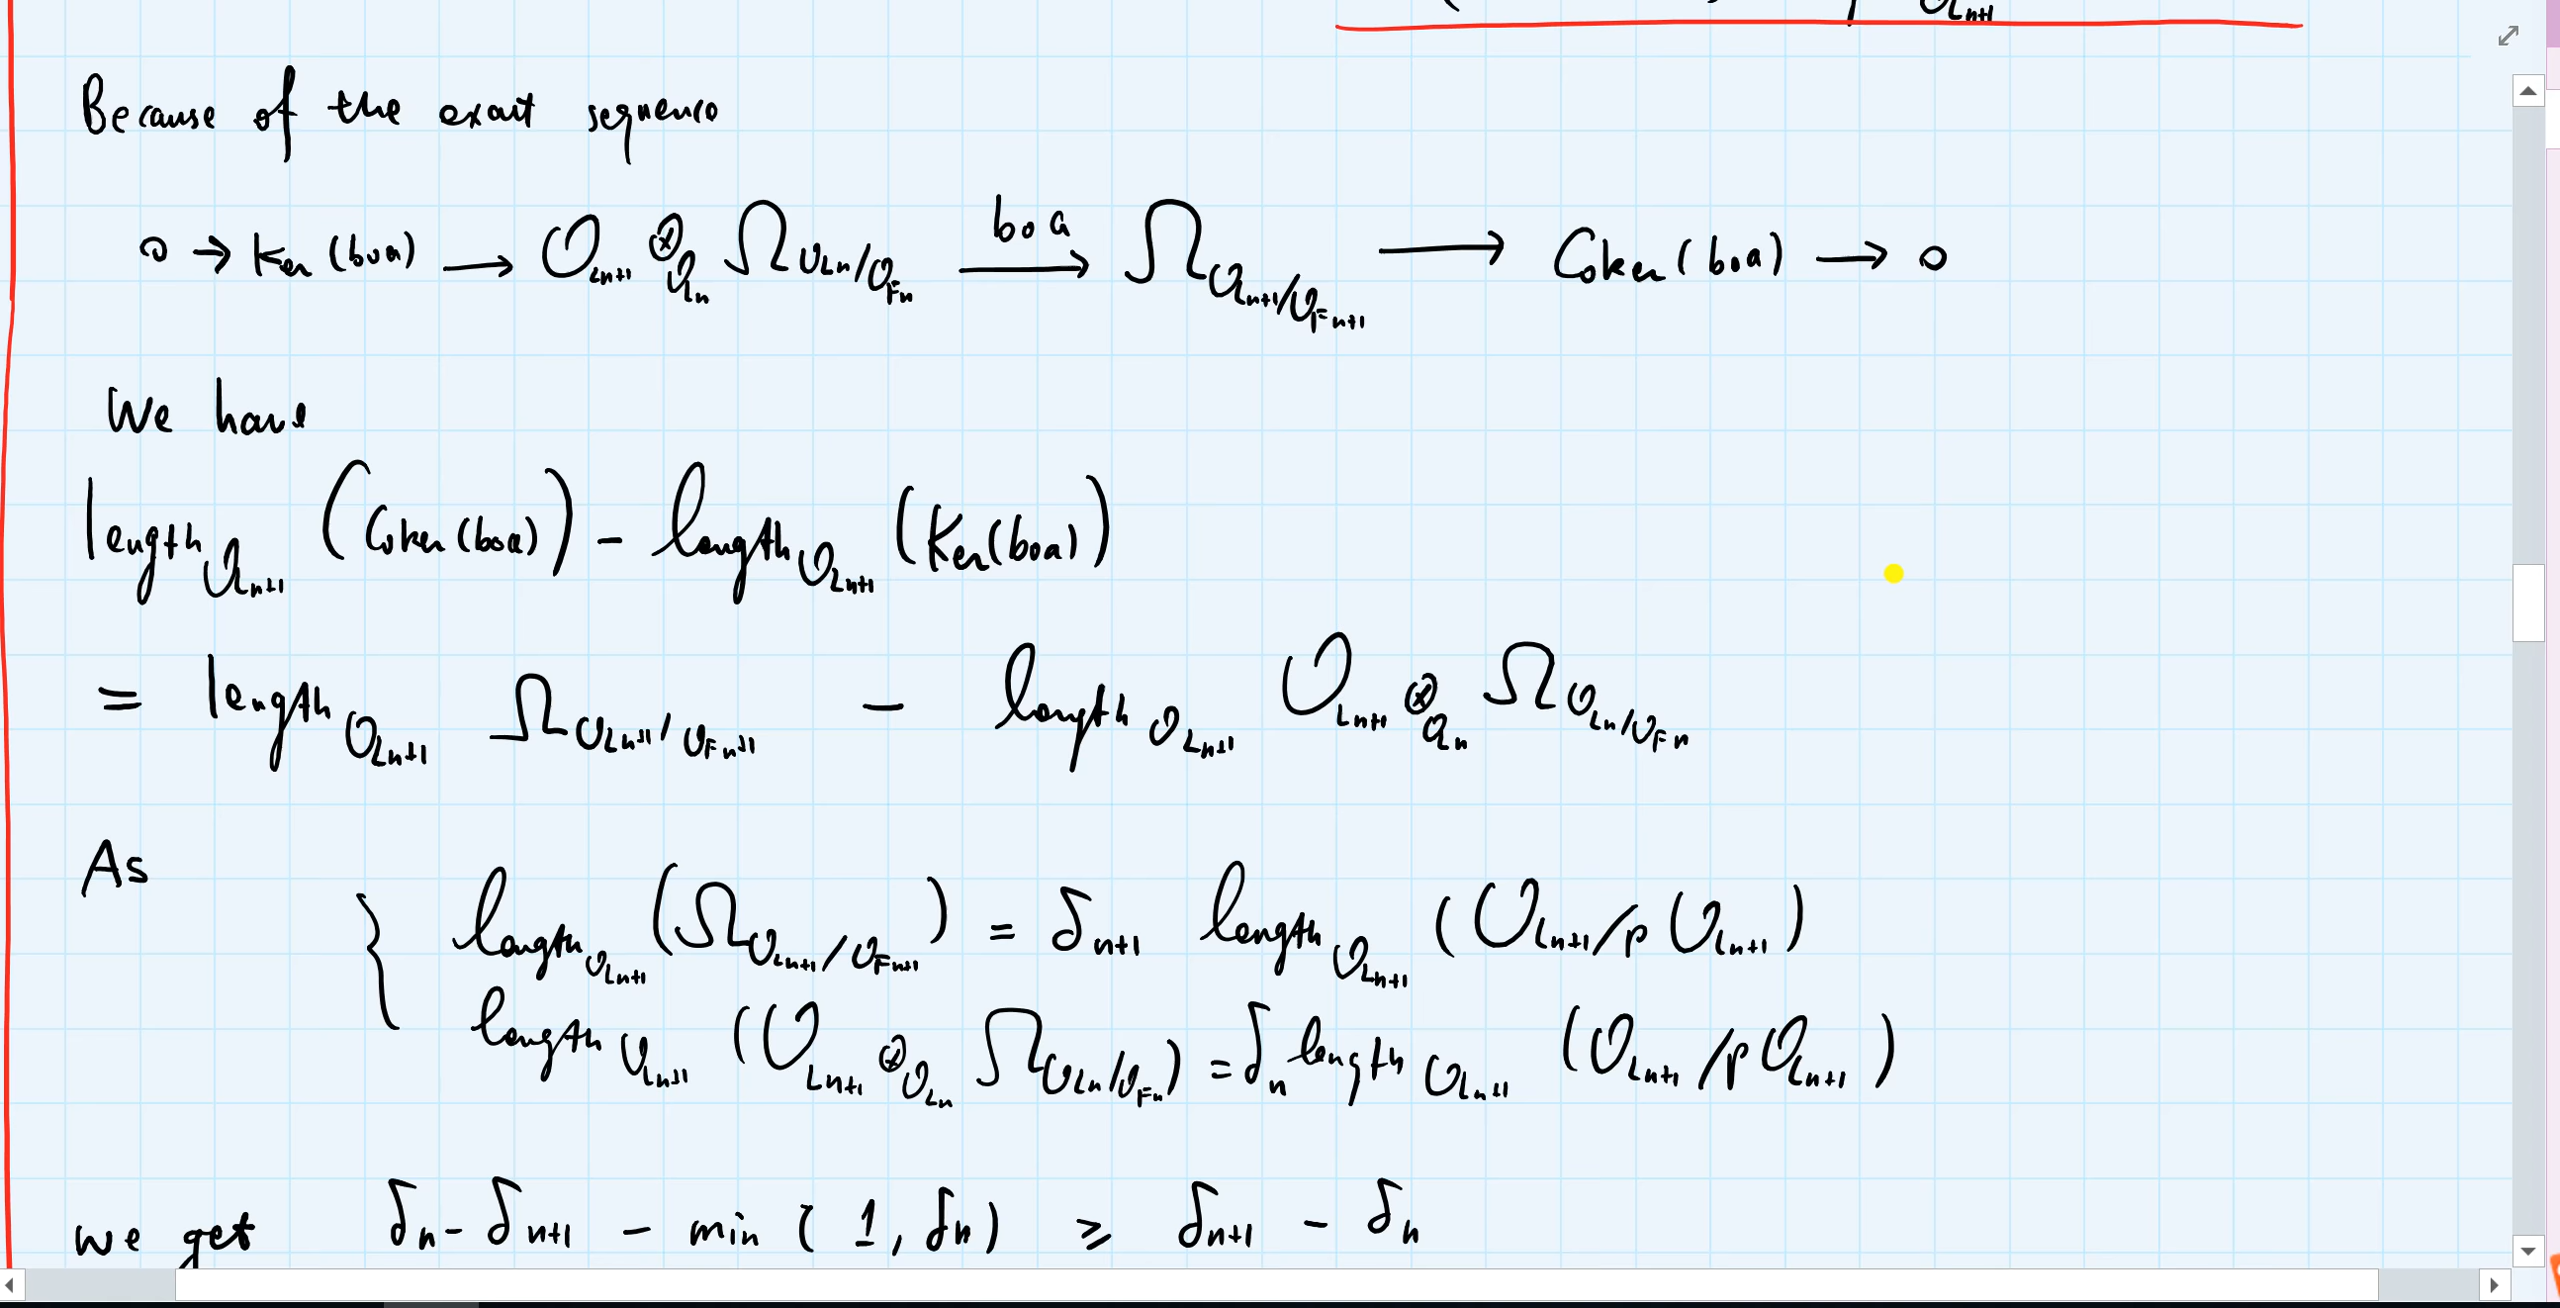 O_{L_{n+1}}
Because of the exact sequence
0 → Ker (b∘a) → O_{L_{n+1}} ⊗_{O_{L_n}} Ω_{O_{L_n}/O_{F_n}} →^{b∘a} Ω_{O_{L_{n+1}}/O_{F_{n+1}}} → Coker (b∘a) → 0
We have
length_{O_{L_{n+1}}} (Coker (b∘a)) - length_{O_{L_{n+1}}} (Ker (b∘a))
= length_{O_{L_{n+1}}} Ω_{O_{L_{n+1}}/O_{F_{n+1}}} - length_{O_{L_{n+1}}} O_{L_{n+1}} ⊗_{O_{L_n}} Ω_{O_{L_n}/O_{F_n}}
As
{ length_{O_{L_{n+1}}} (Ω_{O_{L_{n+1}}/O_{F_{n+1}}}) = δ_{n+1} length_{O_{L_{n+1}}} (O_{L_{n+1}}/p O_{L_{n+1}})
length_{O_{L_{n+1}}} (O_{L_{n+1}} ⊗_{O_{L_n}} Ω_{O_{L_n}/O_{F_n}}) = δ_n length_{O_{L_{n+1}}} (O_{L_{n+1}}/p O_{L_{n+1}})
we get δ_n - δ_{n+1} - min (1, δ_n) ≥ δ_{n+1} - δ_n